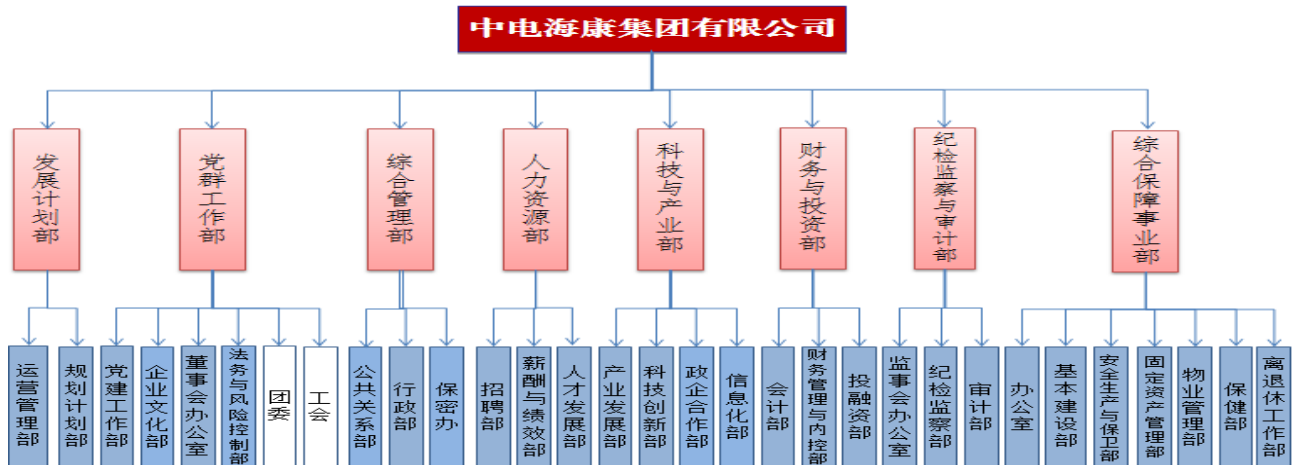 中电海康集团有限公司
发展计划部
党群工作部
综合管理部
人力资源部
科技与产业部
财务与投资部
纪检监察与审计部
综合保障事业部
运营管理部
规划计划部
党建工作部
企业文化部
董事会办公室
法务与风险控制部
团委
工会
公共关系部
行政部
保密办
招聘部
薪酬与绩效部
人才发展部
产业发展部
科技创新部
政企合作部
信息化部
会计部
财务管理与内控部
投融资部
监事会办公室
纪检监察部
审计部
办公室
基本建设部
安全生产与保卫部
固定资产管理部
物业管理部
保健部
离退休工作部